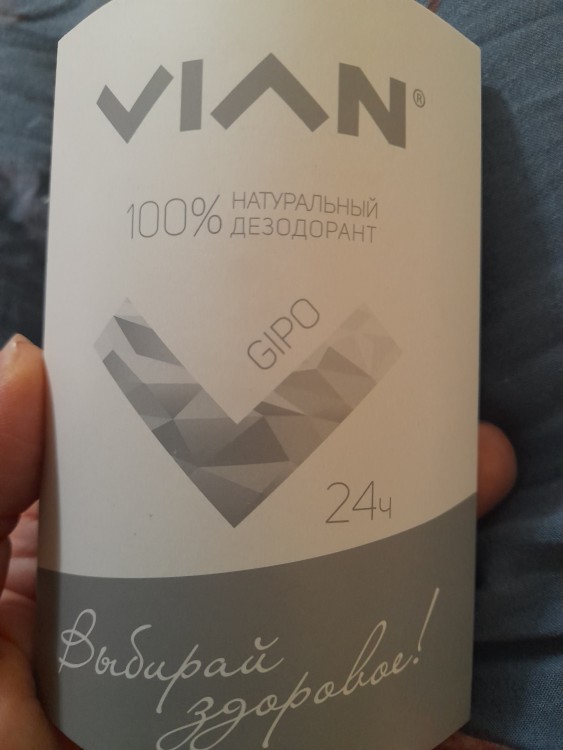 VIAN®
100% НАТУРАЛЬНЫЙ
ДЕЗОДОРАНТ
GIPO
24ч
Выбирай
здоровое!